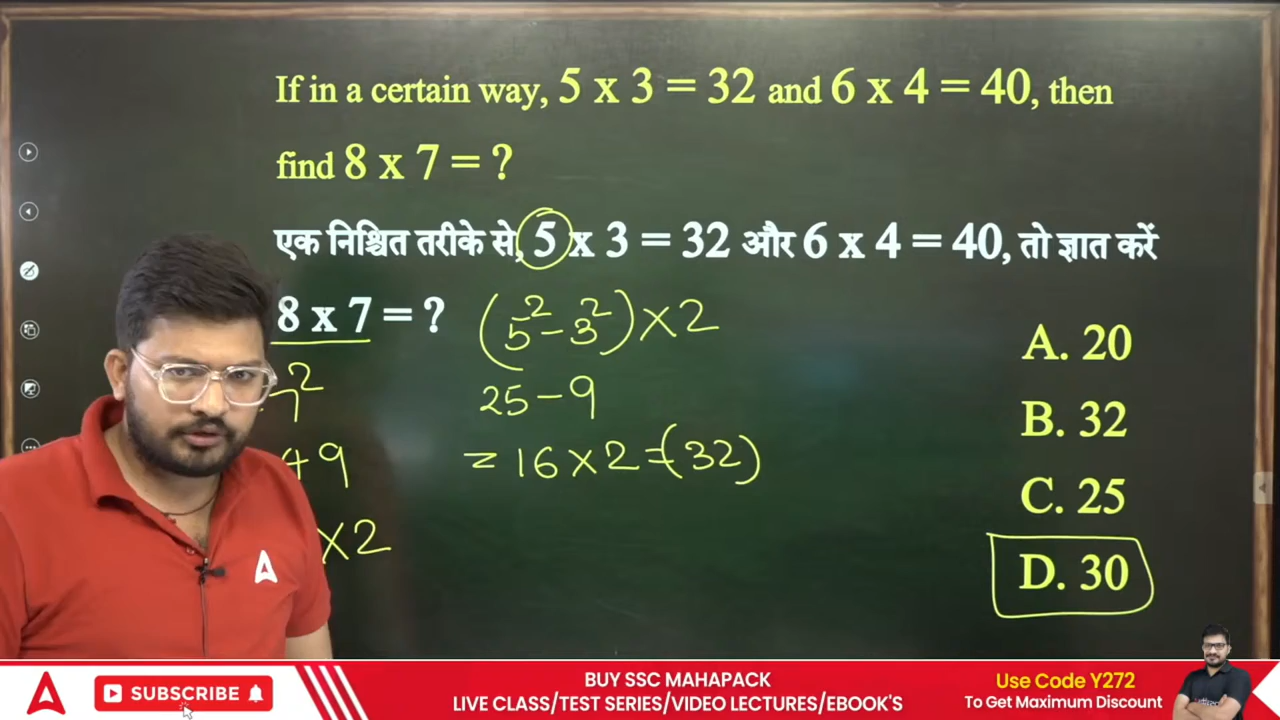 If in a certain way, 5 x 3 = 32 and 6 x 4 = 40, then
find 8 x 7 = ?
एक निश्चित तरीके से, 5 x 3 = 32 और 6 x 4 = 40, तो ज्ञात करें
8 x 7 = ?
(5² – 3²) × 2
7²
25 – 9
49
= 16 × 2 = (32)
× 2
A. 20
B. 32
C. 25
D. 30
SUBSCRIBE
BUY SSC MAHAPACK
LIVE CLASS/TEST SERIES/VIDEO LECTURES/EBOOK'S
Use Code Y272
To Get Maximum Discount